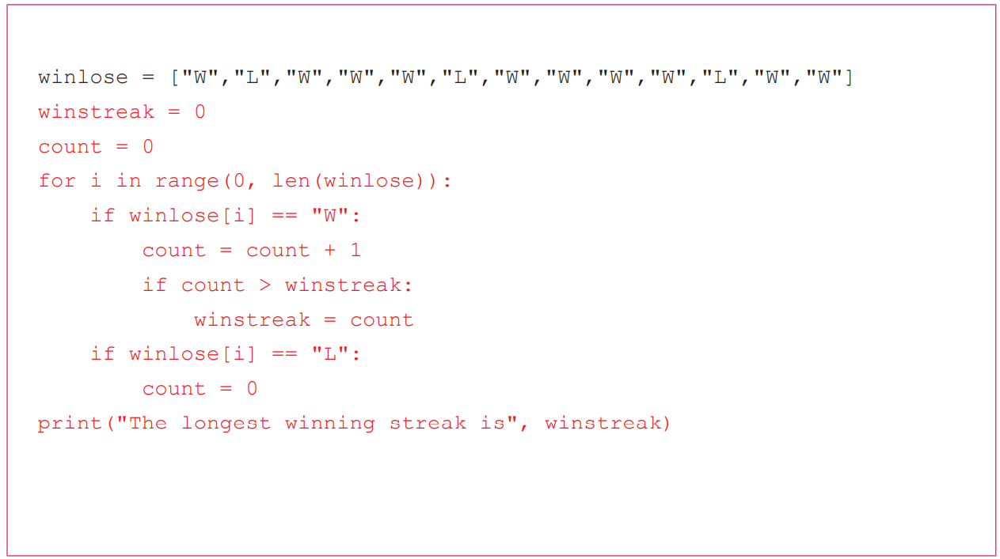 winlose = ["W","L","W","W","W","L","W","W","W","W","L","W","W"]
winstreak = 0
count = 0
for i in range(0, len(winlose)):
    if winlose[i] == "W":
        count = count + 1
        if count > winstreak:
            winstreak = count
    if winlose[i] == "L":
        count = 0
print("The longest winning streak is", winstreak)